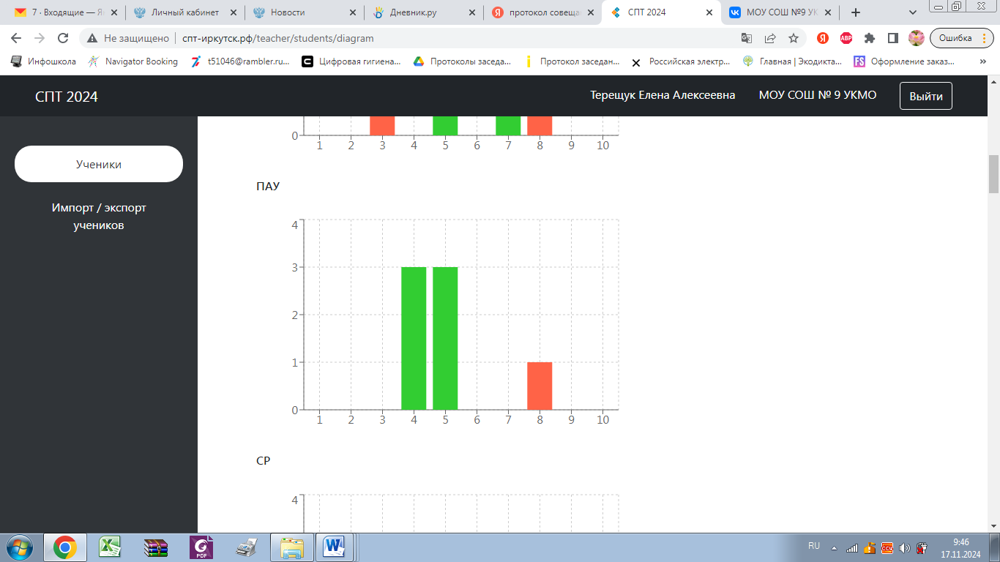 7 · Входящие — Я
Личный кабинет
Новости
Дневник.ру
протокол совеща
СПТ 2024
МОУ СОШ №9 УК
Не защищено
спт-иркутск.рф/teacher/students/diagram
Ошибка
Инфошкола
Navigator Booking
t51046@rambler.ru...
Цифровая гигиена...
Протоколы заседа...
Протокол заседан...
Российская электр...
Главная | Экодикта...
Оформление заказ...
»
СПТ 2024
Терещук Елена Алексеевна
МОУ СОШ № 9 УКМО
Выйти
Ученики
Импорт / экспорт
учеников
0
1 2 3 4 5 6 7 8 9 10
ПАУ
4
3
2
1
0
1 2 3 4 5 6 7 8 9 10
СР
4
RU
9:46
17.11.2024